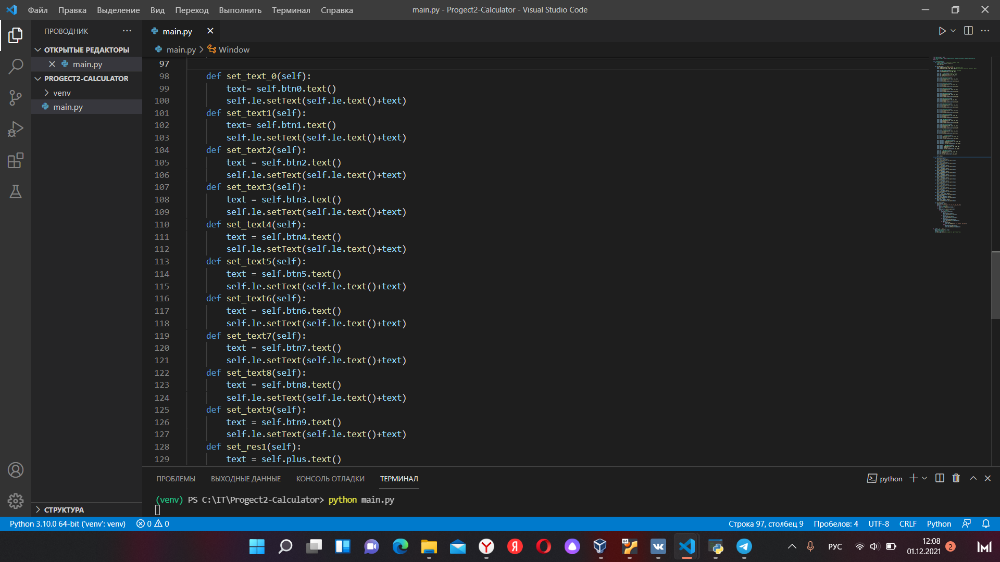 Файл Правка Выделение Вид Переход Выполнить Терминал Справка
main.py - Progect2-Calculator - Visual Studio Code
ПРОВОДНИК
ОТКРЫТЫЕ РЕДАКТОРЫ
main.py
PROGECT2-CALCULATOR
venv
main.py
СТРУКТУРА
main.py
main.py > Window
97
98 def set_text_0(self):
99 text= self.btn0.text()
100 self.le.setText(self.le.text()+text)
101 def set_text1(self):
102 text= self.btn1.text()
103 self.le.setText(self.le.text()+text)
104 def set_text2(self):
105 text = self.btn2.text()
106 self.le.setText(self.le.text()+text)
107 def set_text3(self):
108 text = self.btn3.text()
109 self.le.setText(self.le.text()+text)
110 def set_text4(self):
111 text = self.btn4.text()
112 self.le.setText(self.le.text()+text)
113 def set_text5(self):
114 text = self.btn5.text()
115 self.le.setText(self.le.text()+text)
116 def set_text6(self):
117 text = self.btn6.text()
118 self.le.setText(self.le.text()+text)
119 def set_text7(self):
120 text = self.btn7.text()
121 self.le.setText(self.le.text()+text)
122 def set_text8(self):
123 text = self.btn8.text()
124 self.le.setText(self.le.text()+text)
125 def set_text9(self):
126 text = self.btn9.text()
127 self.le.setText(self.le.text()+text)
128 def set_res1(self):
129 text = self.plus.text()
ПРОБЛЕМЫ ВЫХОДНЫЕ ДАННЫЕ КОНСОЛЬ ОТЛАДКИ ТЕРМИНАЛ
python
(venv) PS C:\IT\Progect2-Calculator> python main.py
Python 3.10.0 64-bit ('venv': venv) 0 0
Строка 97, столбец 9 Пробелов: 4 UTF-8 CRLF Python
64
РУС
12:08
01.12.2021
2